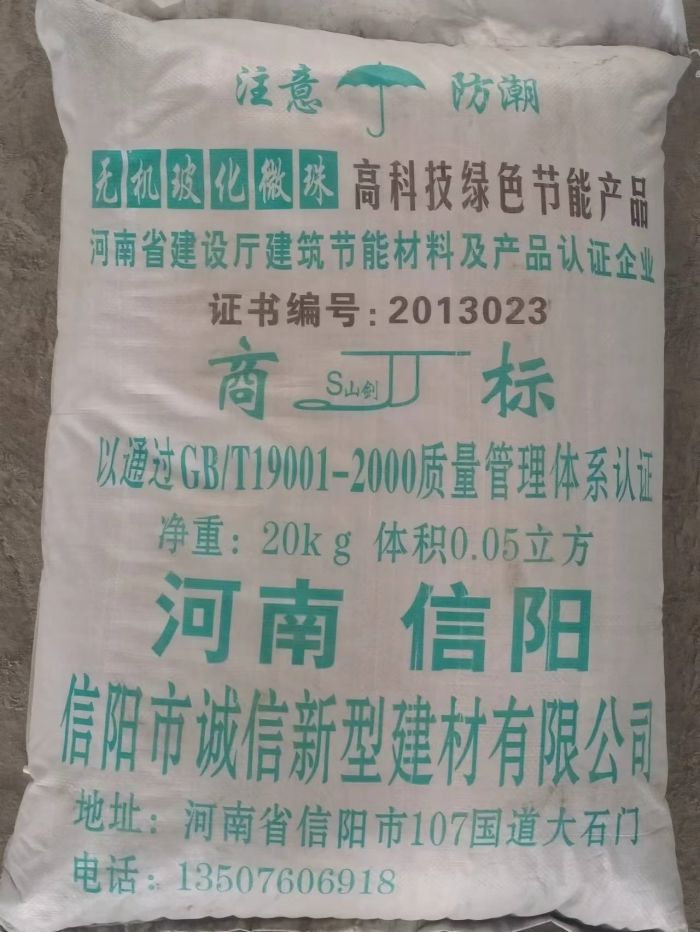 注意 防潮
无机玻化微珠 高科技绿色节能产品
河南省建设厅建筑节能材料及产品认证企业
证书编号：2013023
商 S山剑 标
以通过GB/T19001-2000质量管理体系认证
净重：20kg 体积0.05立方
河南 信阳
信阳市诚信新型建材有限公司
地址：河南省信阳市107国道大石门
电话：13507606918